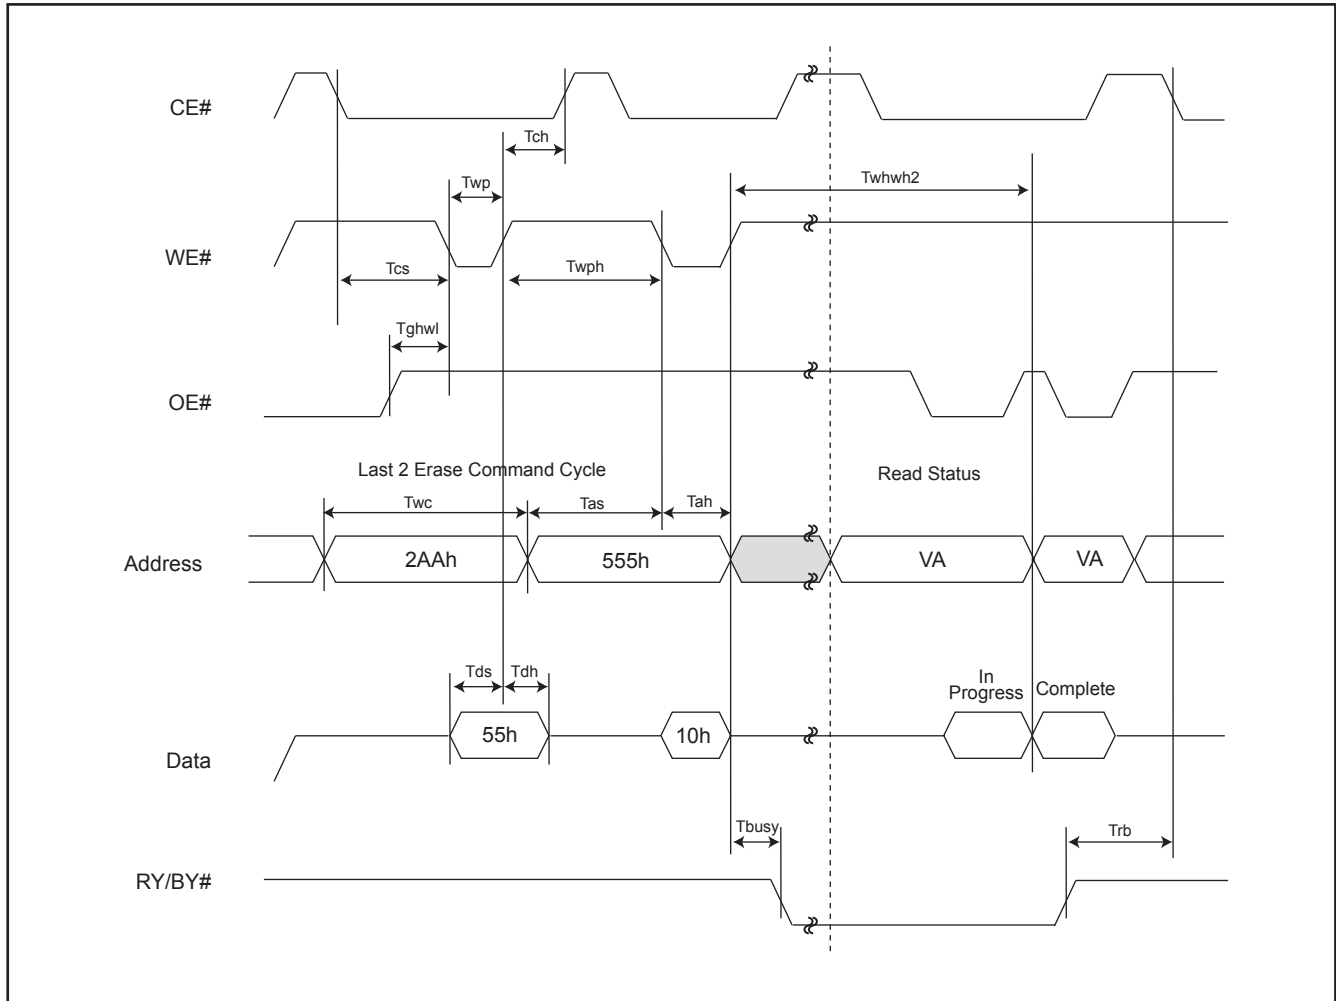 CE#
Tch
Twp
Twhwh2
WE#
Tcs
Twph
Tghwl
OE#
Last 2 Erase Command Cycle
Read Status
Twc
Tas
Tah
Address
2AAh
555h
VA
VA
Tds
Tdh
In
Progress
Complete
55h
10h
Data
Tbusy
Trb
RY/BY#